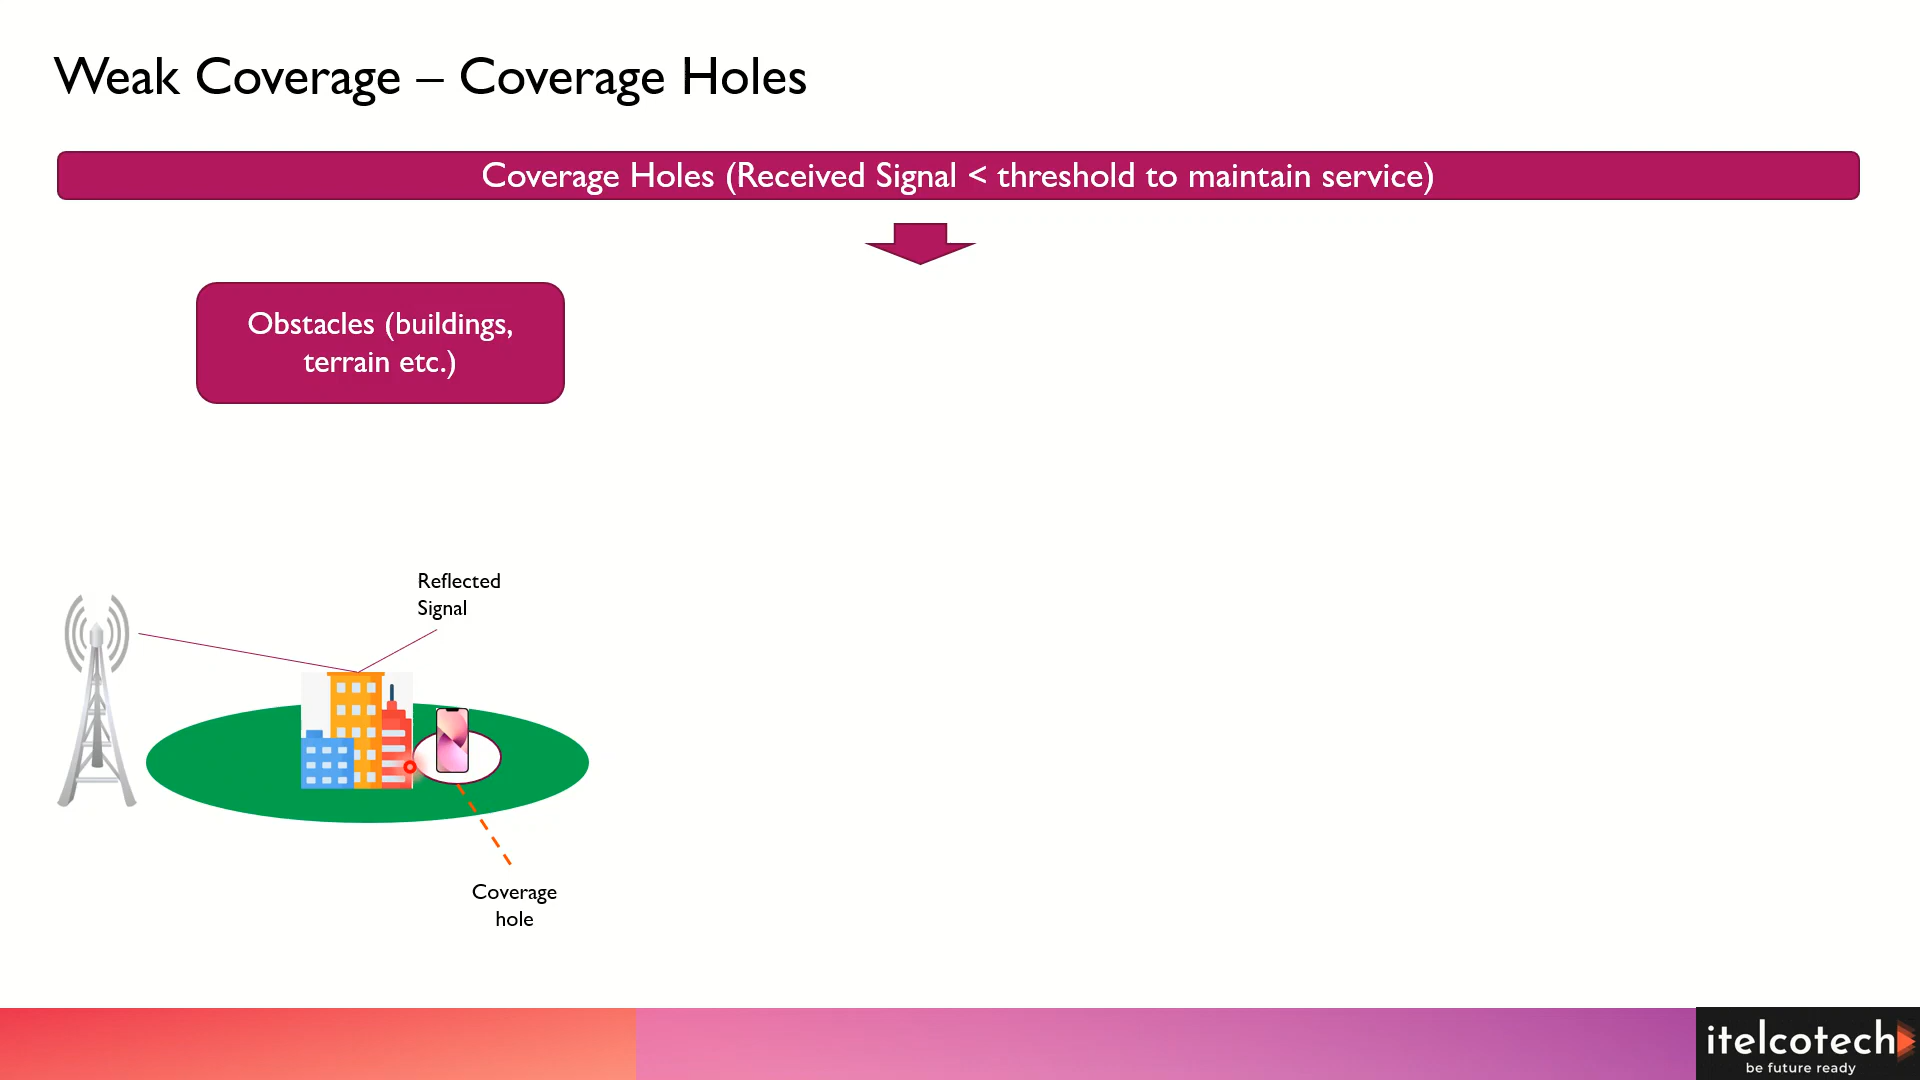 Weak Coverage – Coverage Holes
Coverage Holes (Received Signal < threshold to maintain service)
Obstacles (buildings,
terrain etc.)
Reflected
Signal
Coverage
hole
itelcotech
be future ready